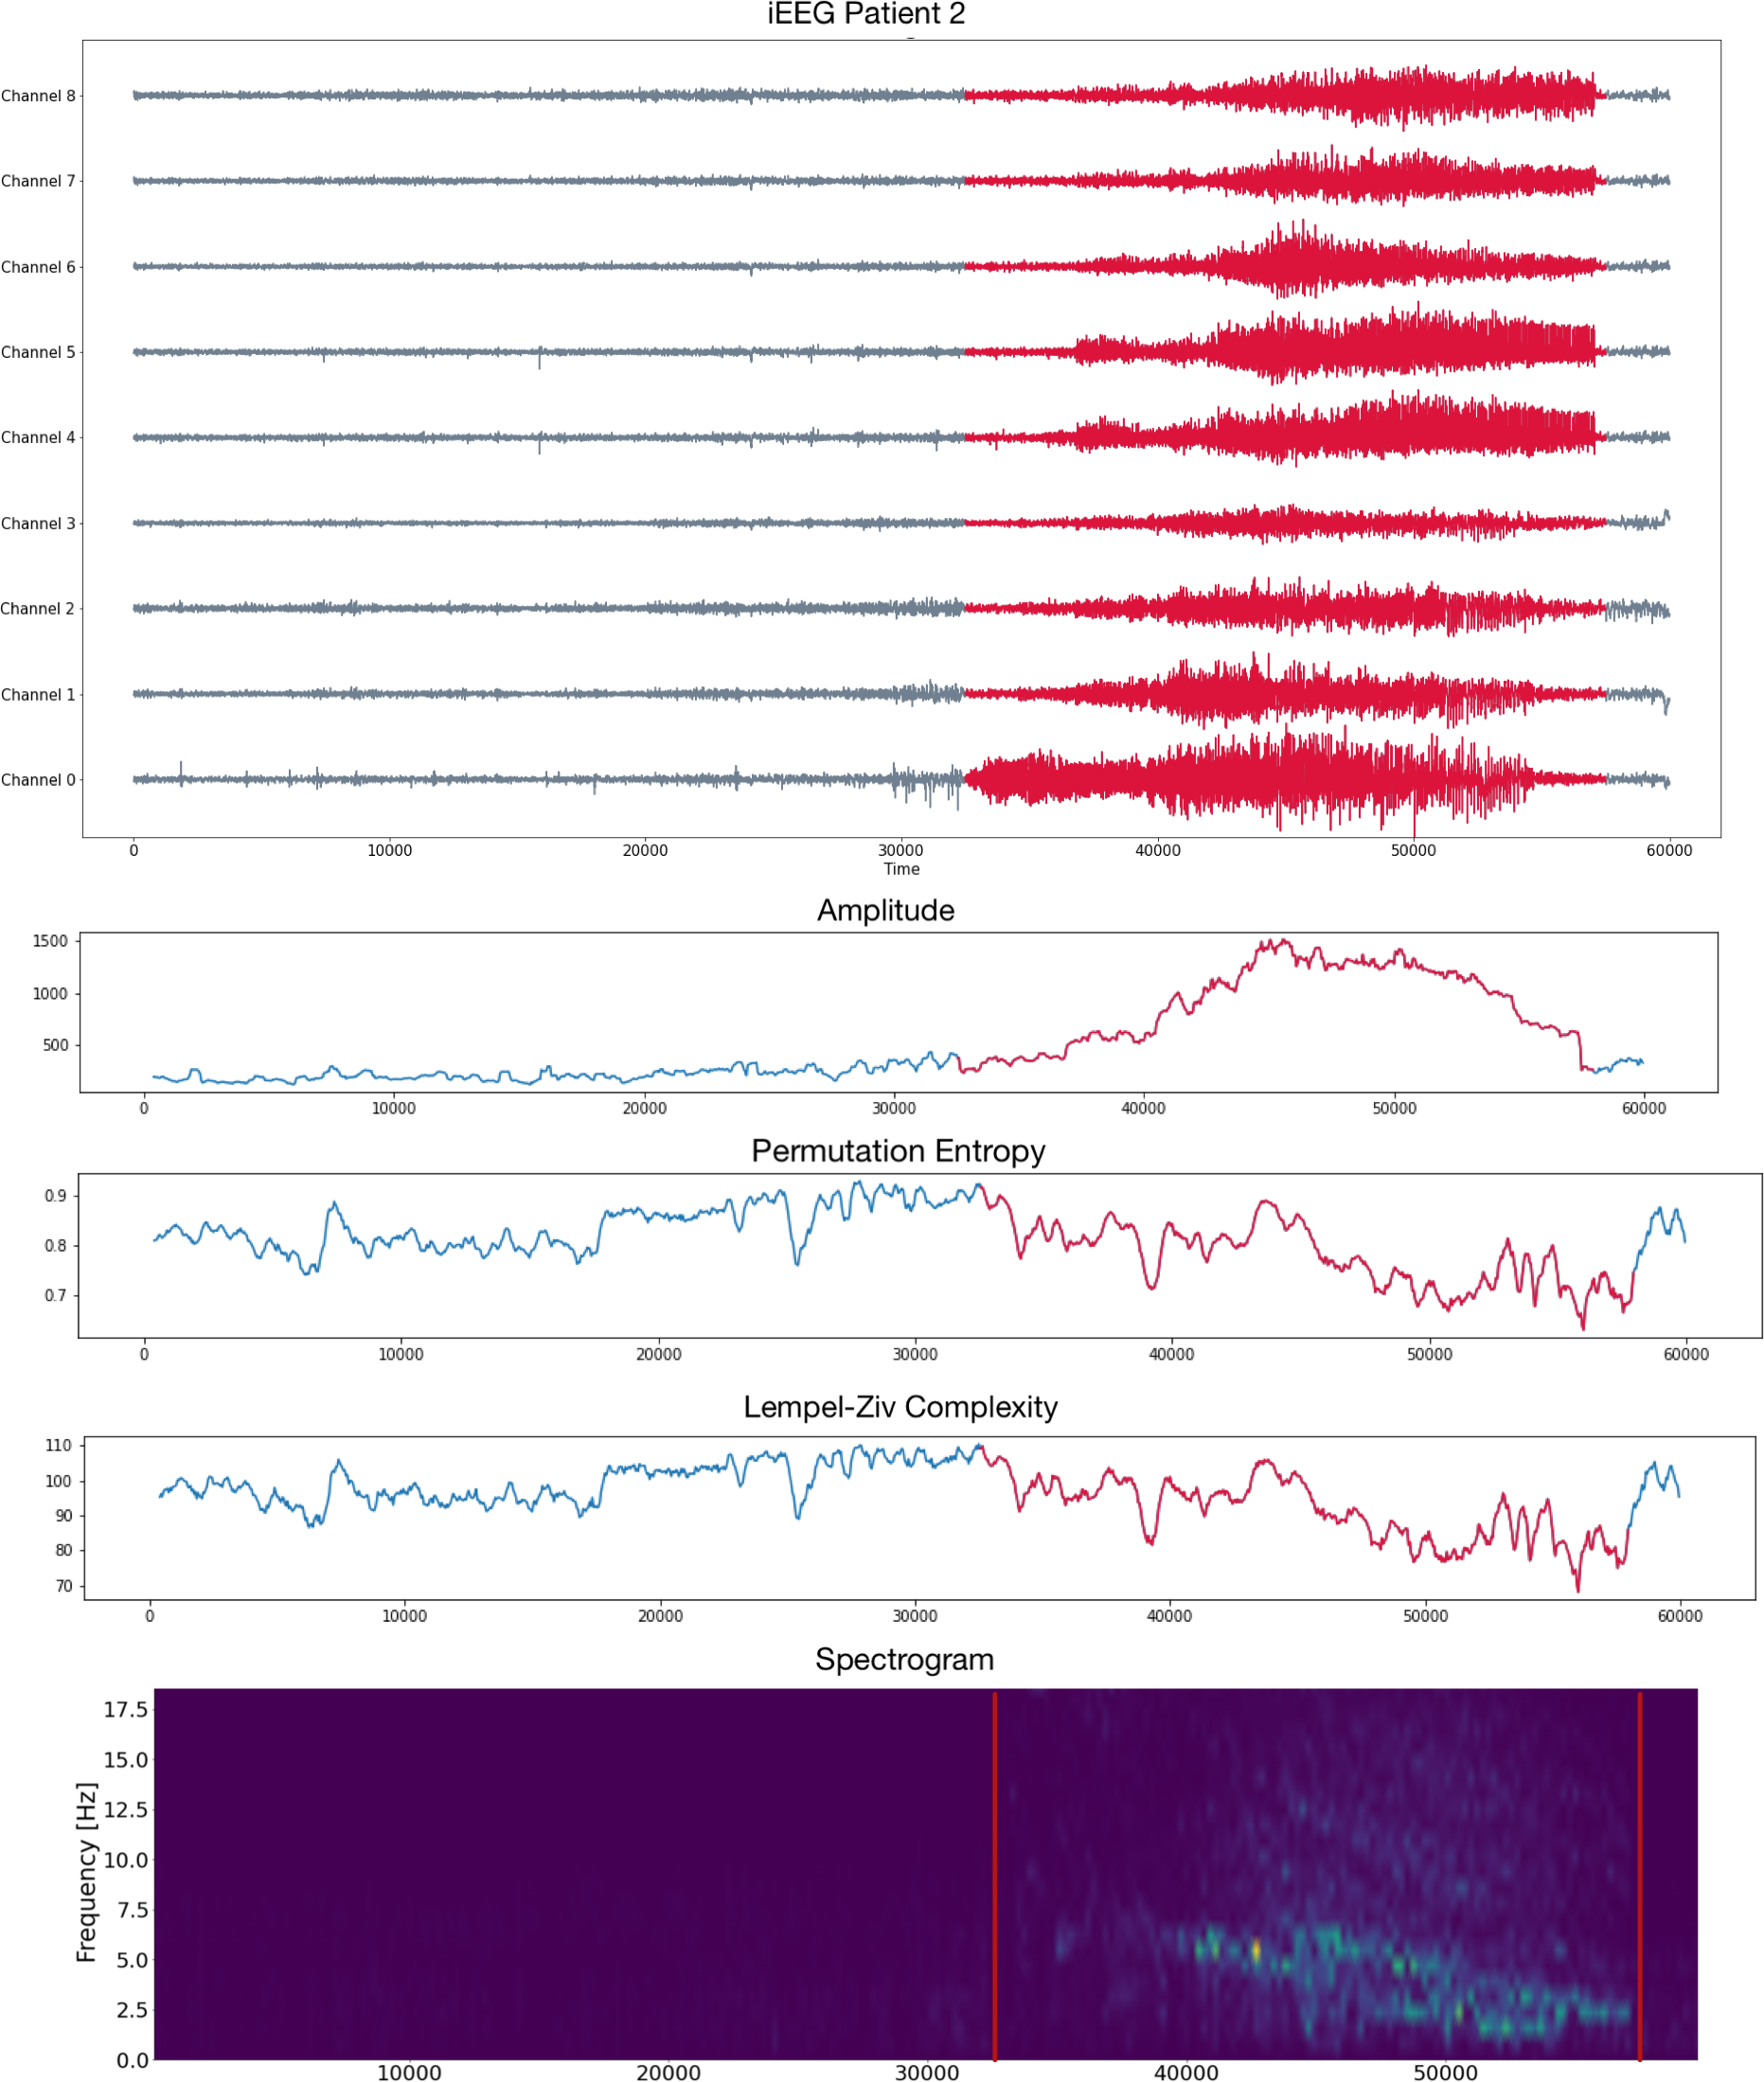 iEEG Patient 2
Channel 8
Channel 7
Channel 6
Channel 5
Channel 4
Channel 3
Channel 2
Channel 1
Channel 0
0 10000 20000 30000 40000 50000 60000
Time
Amplitude
1500
1000
500
0 10000 20000 30000 40000 50000 60000
Permutation Entropy
0.9
0.8
0.7
0 10000 20000 30000 40000 50000 60000
Lempel-Ziv Complexity
110
100
90
80
70
0 10000 20000 30000 40000 50000 60000
Spectrogram
Frequency [Hz]
17.5
15.0
12.5
10.0
7.5
5.0
2.5
0.0
10000 20000 30000 40000 50000